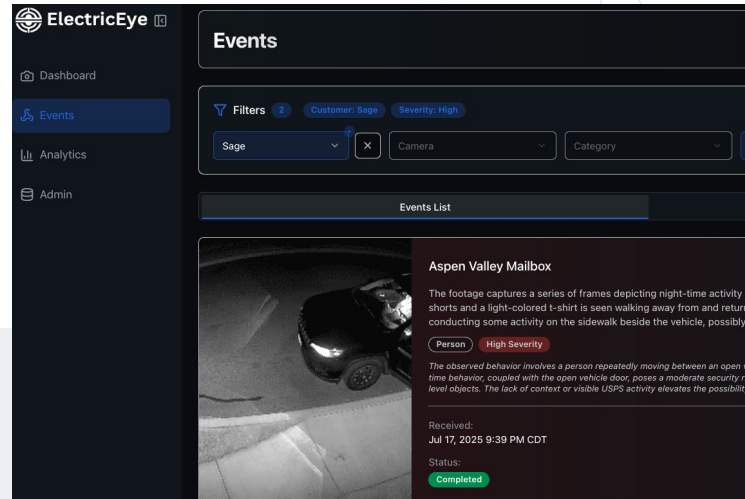 ElectricEye
Dashboard
Events
Analytics
Admin
Events
Filters 2 Customer: Sage Severity: High
Sage Camera Category
Events List
Aspen Valley Mailbox
The footage captures a series of frames depicting night-time activity
shorts and a light-colored t-shirt is seen walking away from and retur
conducting some activity on the sidewalk beside the vehicle, possibly
Person High Severity
The observed behavior involves a person repeatedly moving between an open v
time behavior, coupled with the open vehicle door, poses a moderate security r
level objects. The lack of context or visible USPS activity elevates the possibilit
Received:
Jul 17, 2025 9:39 PM CDT
Status:
Completed